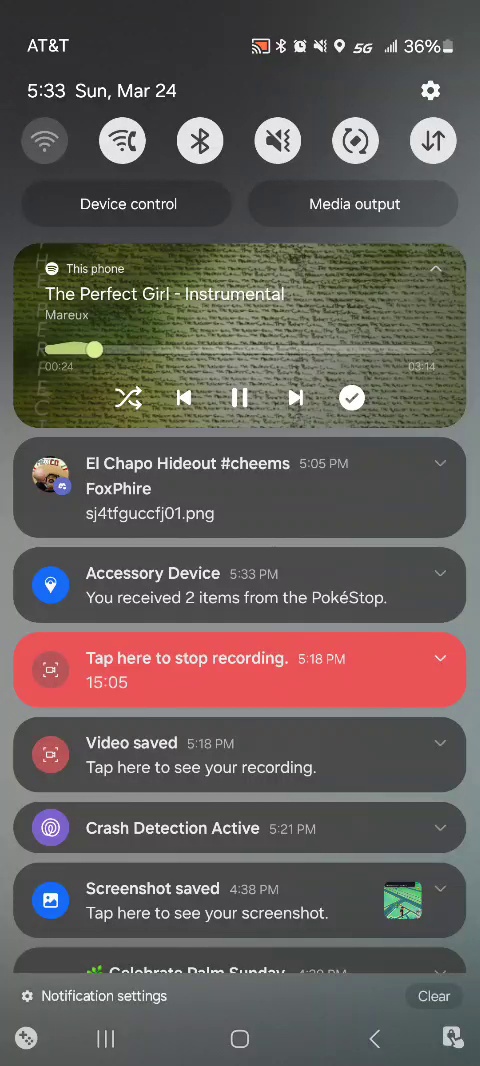 AT&T
5G 36%
5:33 Sun, Mar 24
Device control
Media output
This phone
The Perfect Girl - Instrumental
Mareux
00:24
03:14
El Chapo Hideout #cheems 5:05 PM
FoxPhire
sj4tfguccfj01.png
Accessory Device 5:33 PM
You received 2 items from the PokéStop.
Tap here to stop recording. 5:18 PM
15:05
Video saved 5:18 PM
Tap here to see your recording.
Crash Detection Active 5:21 PM
Screenshot saved 4:38 PM
Tap here to see your screenshot.
Celebrate Palm Sunday
Notification settings
Clear